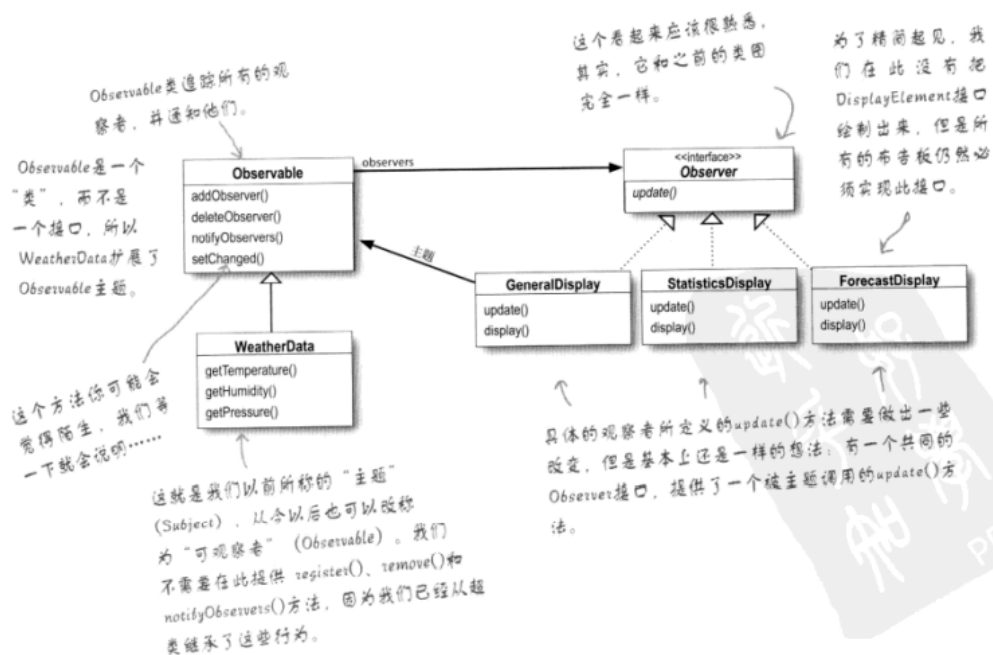 Observable类追踪所有的观
察者，并通知他们。
这个看起来应该很熟悉，
其实，它和之前的类图
完全一样。
为了精简起见，我
们在此没有把
DisplayElement接口
绘制出来，但是所
有的布告板仍然必
须实现此接口。
Observable是一个
“类”，而不是
一个接口，所以
WeatherData扩展了
Observable主题。
Observable
addObserver()
deleteObserver()
notifyObservers()
setChanged()
observers
<<interface>>
Observer
update()
主题
GeneralDisplay
update()
display()
StatisticsDisplay
update()
display()
ForecastDisplay
update()
display()
WeatherData
getTemperature()
getHumidity()
getPressure()
这个方法你可能会
觉得陌生，我们等
一下就会说明……
这就是我们以前所称的“主题”
(Subject)，从今以后也可以改称
为“可观察者” (Observable)。我们
不需要在此提供 register()、remove()和
notifyObservers()方法，因为我们已经从超
类继承了这些行为。
具体的观察者所定义的update()方法需要做出一些
改变，但是基本上还是一样的想法：有一个共同的
Observer接口，提供了一个被主题调用的update()方
法。